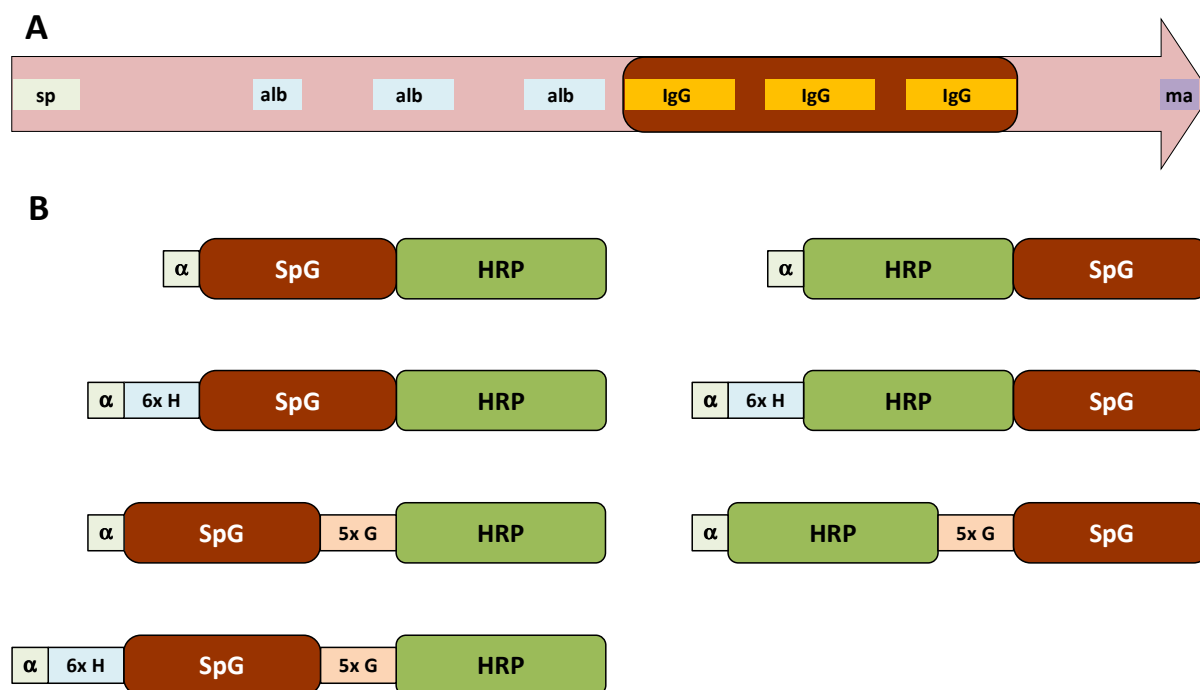 A
sp alb alb alb IgG IgG IgG ma
B
α SpG HRP
α HRP SpG
α 6x H SpG HRP
α 6x H HRP SpG
α SpG 5x G HRP
α HRP 5x G SpG
α 6x H SpG 5x G HRP